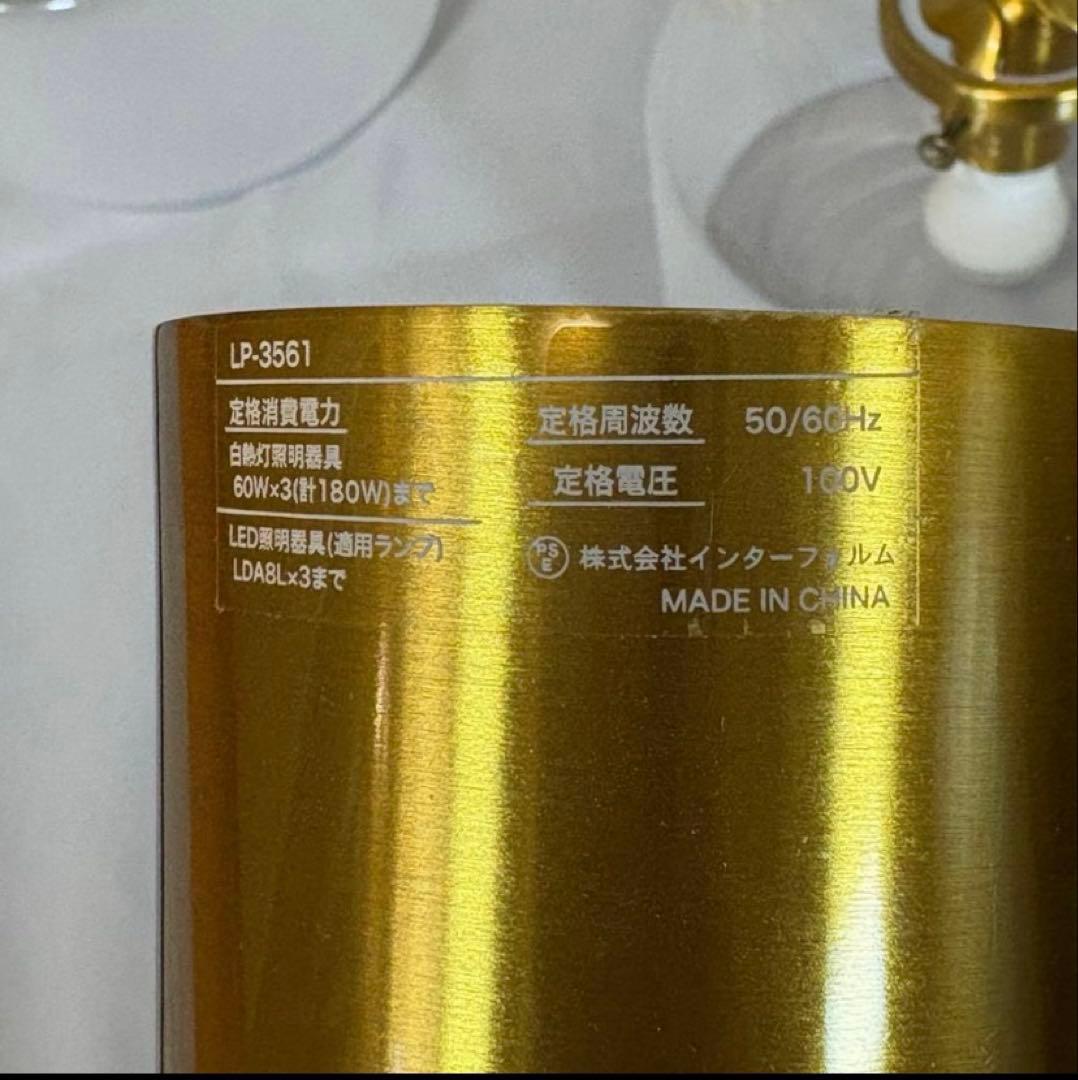 LP-3561
定格消費電力
白熱灯照明器具
60W×3(計180W)まで
LED照明器具(適用ランプ)
LDA8L×3まで
定格周波数 50/60Hz
定格電圧 100V
PSE 株式会社インターフォルム
MADE IN CHINA